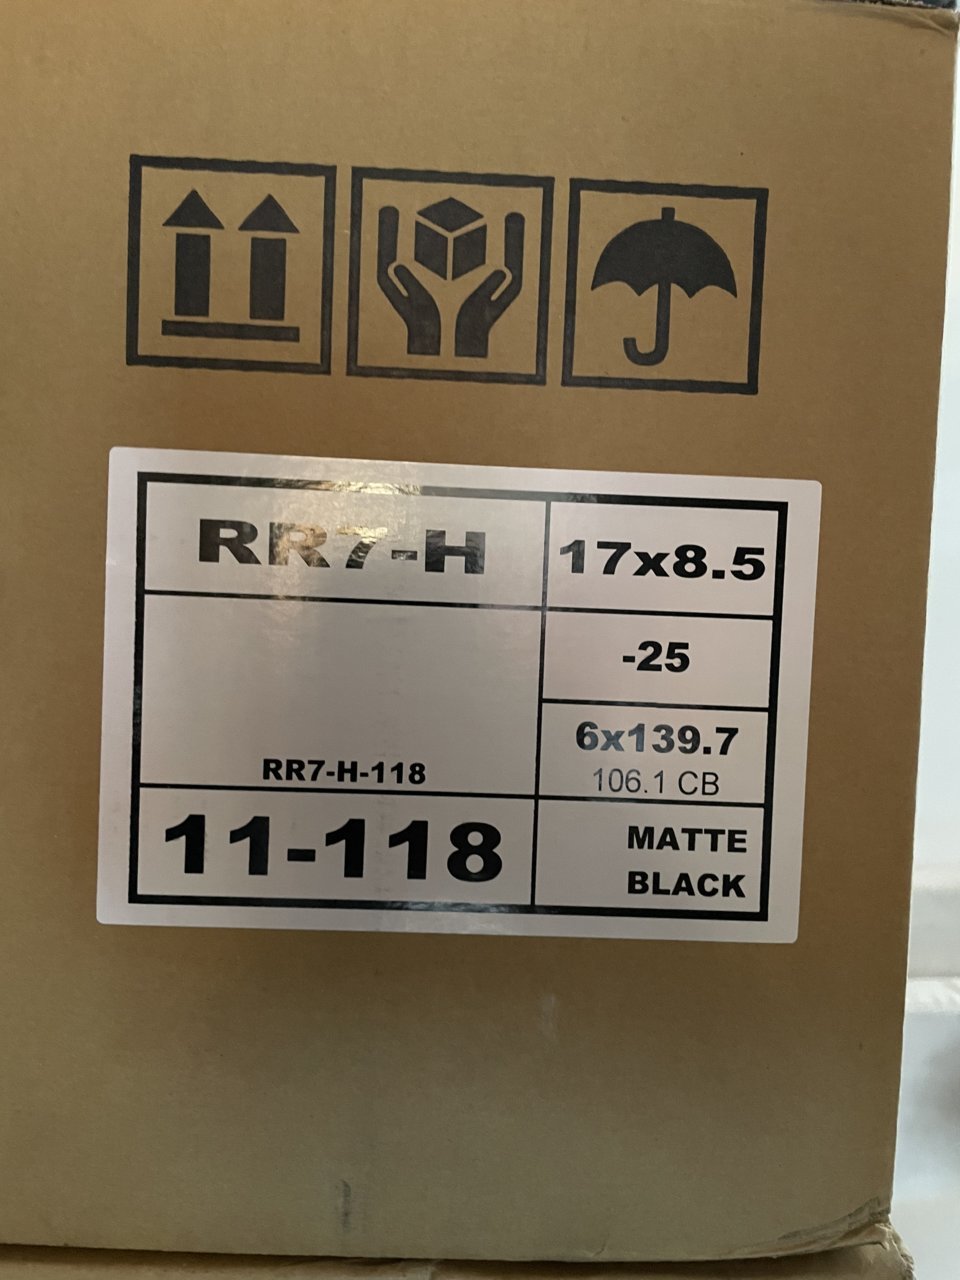 RR7-H
17x8.5
-25
6x139.7
106.1 CB
RR7-H-118
11-118
MATTE
BLACK